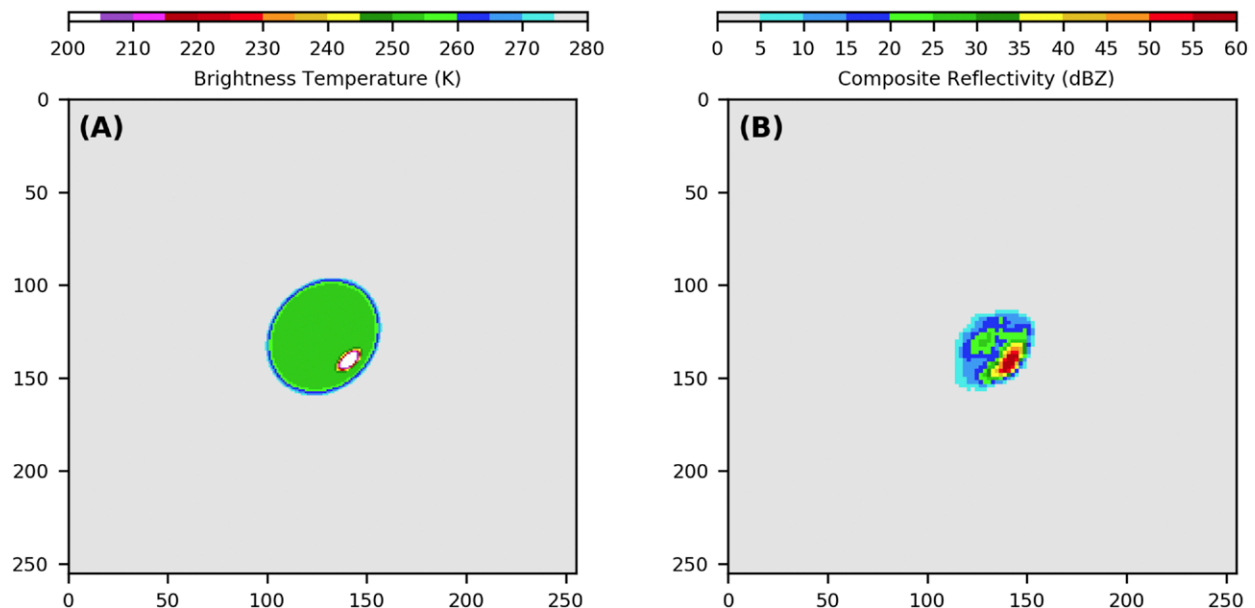 200 210 220 230 240 250 260 270 280
Brightness Temperature (K)
(A)
0
50
100
150
200
250
0 50 100 150 200 250
0 5 10 15 20 25 30 35 40 45 50 55 60
Composite Reflectivity (dBZ)
(B)
0
50
100
150
200
250
0 50 100 150 200 250